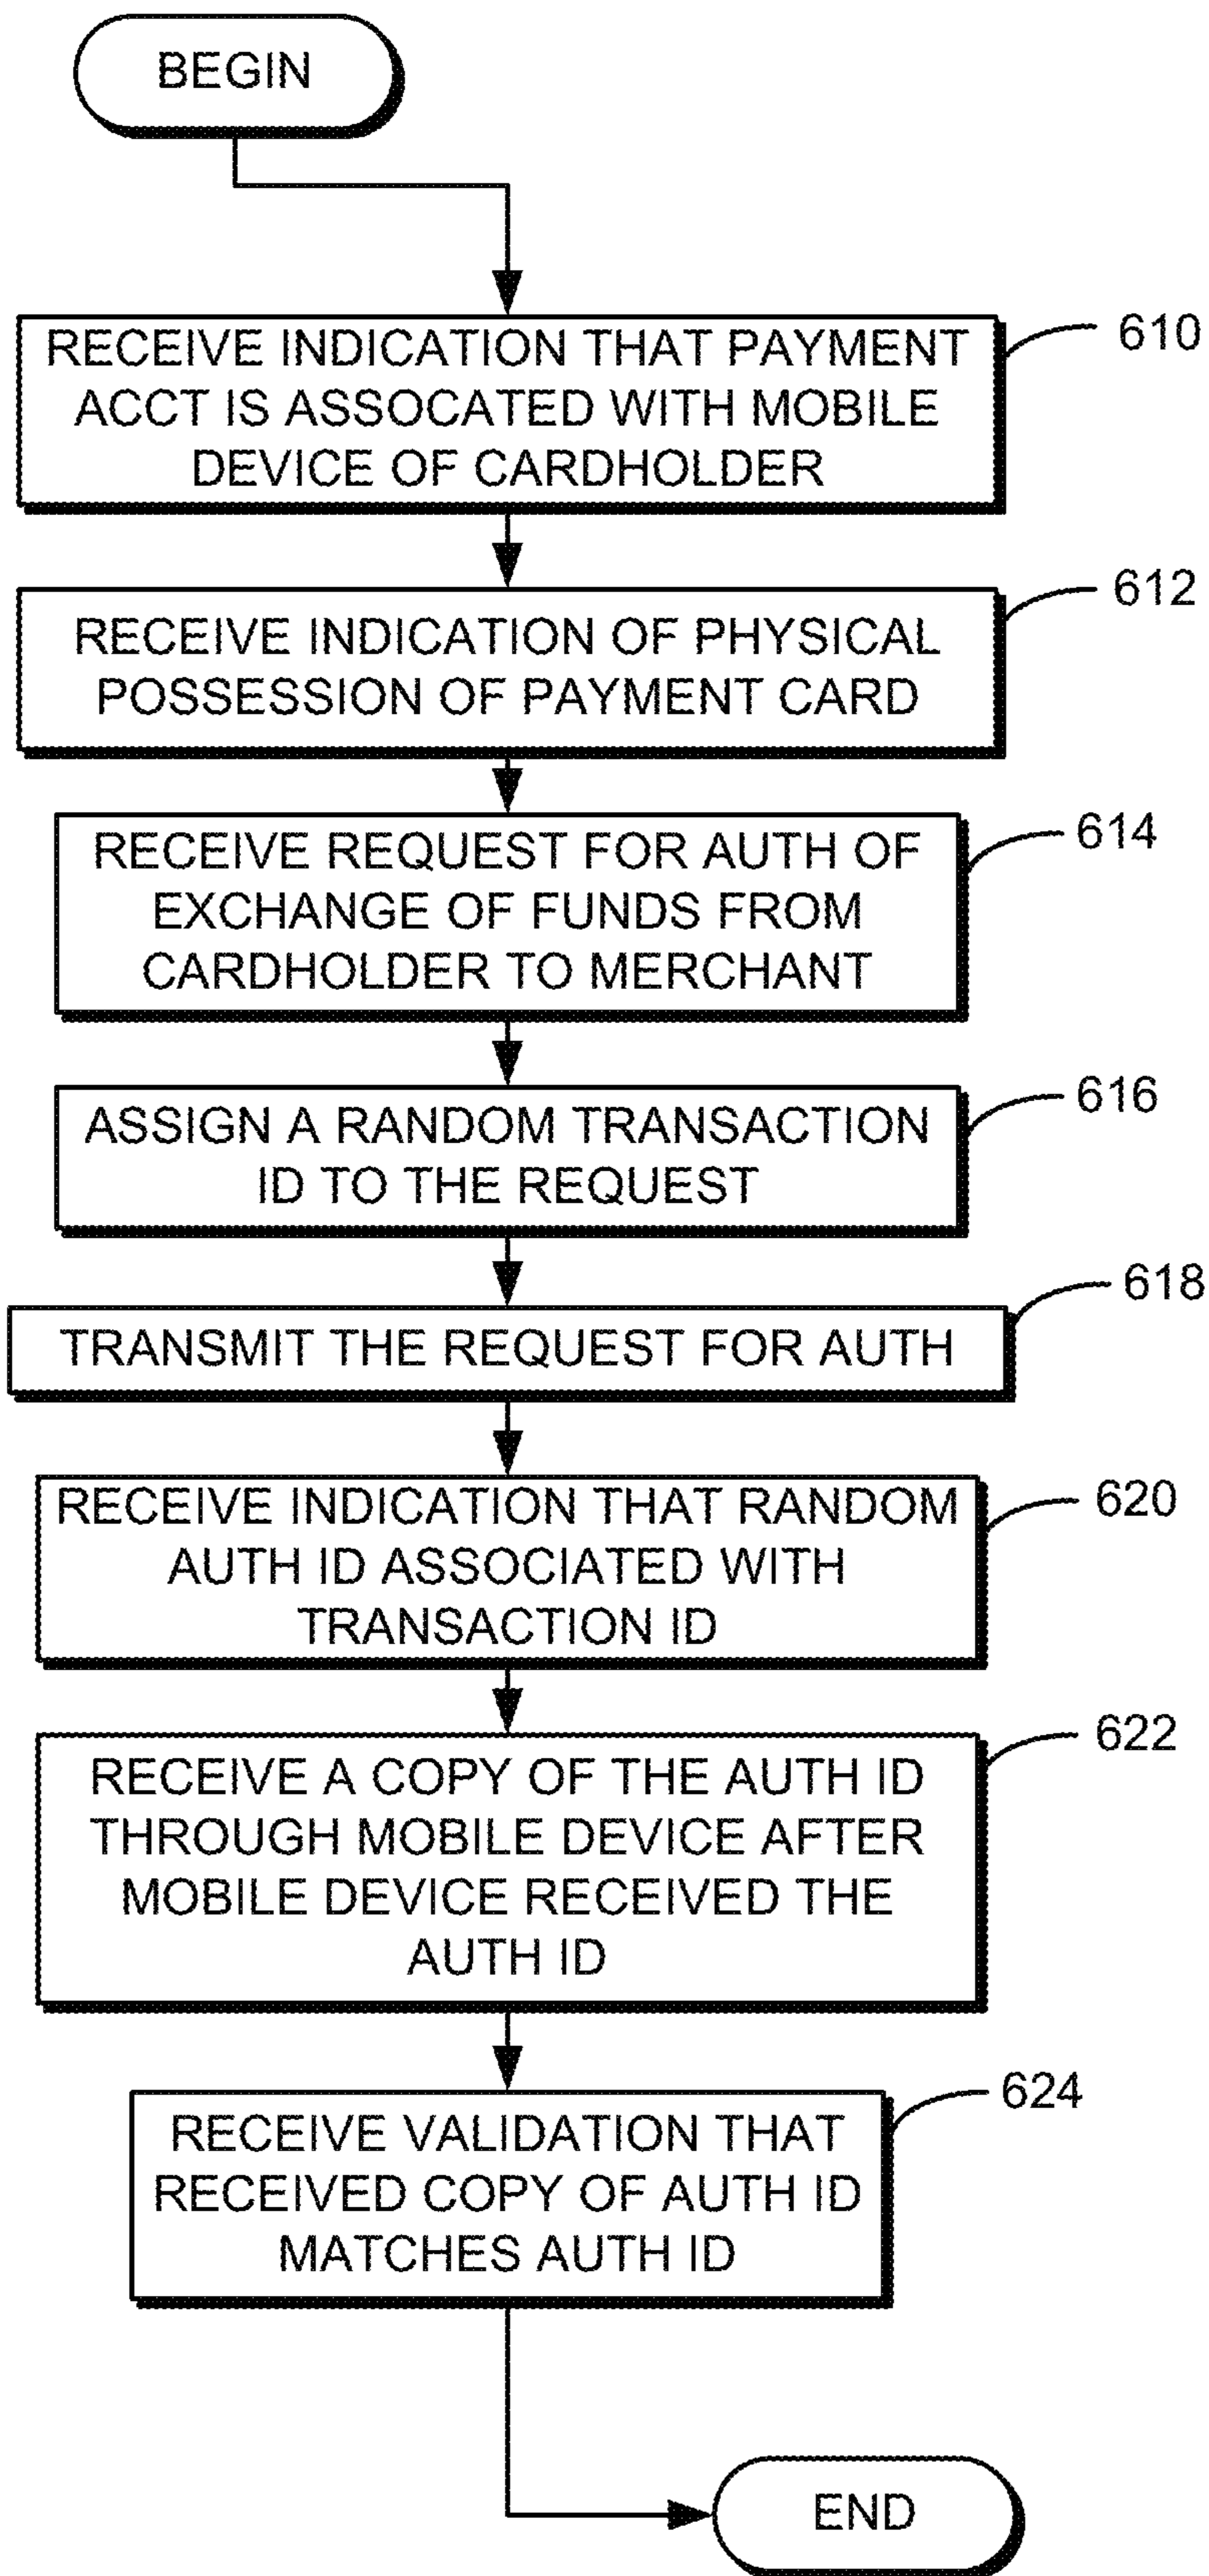 BEGIN
RECEIVE INDICATION THAT PAYMENT
ACCT IS ASSOCATED WITH MOBILE
DEVICE OF CARDHOLDER
610
RECEIVE INDICATION OF PHYSICAL
POSSESSION OF PAYMENT CARD
612
RECEIVE REQUEST FOR AUTH OF
EXCHANGE OF FUNDS FROM
CARDHOLDER TO MERCHANT
614
ASSIGN A RANDOM TRANSACTION
ID TO THE REQUEST
616
TRANSMIT THE REQUEST FOR AUTH
618
RECEIVE INDICATION THAT RANDOM
AUTH ID ASSOCIATED WITH
TRANSACTION ID
620
RECEIVE A COPY OF THE AUTH ID
THROUGH MOBILE DEVICE AFTER
MOBILE DEVICE RECEIVED THE
AUTH ID
622
RECEIVE VALIDATION THAT
RECEIVED COPY OF AUTH ID
MATCHES AUTH ID
624
END